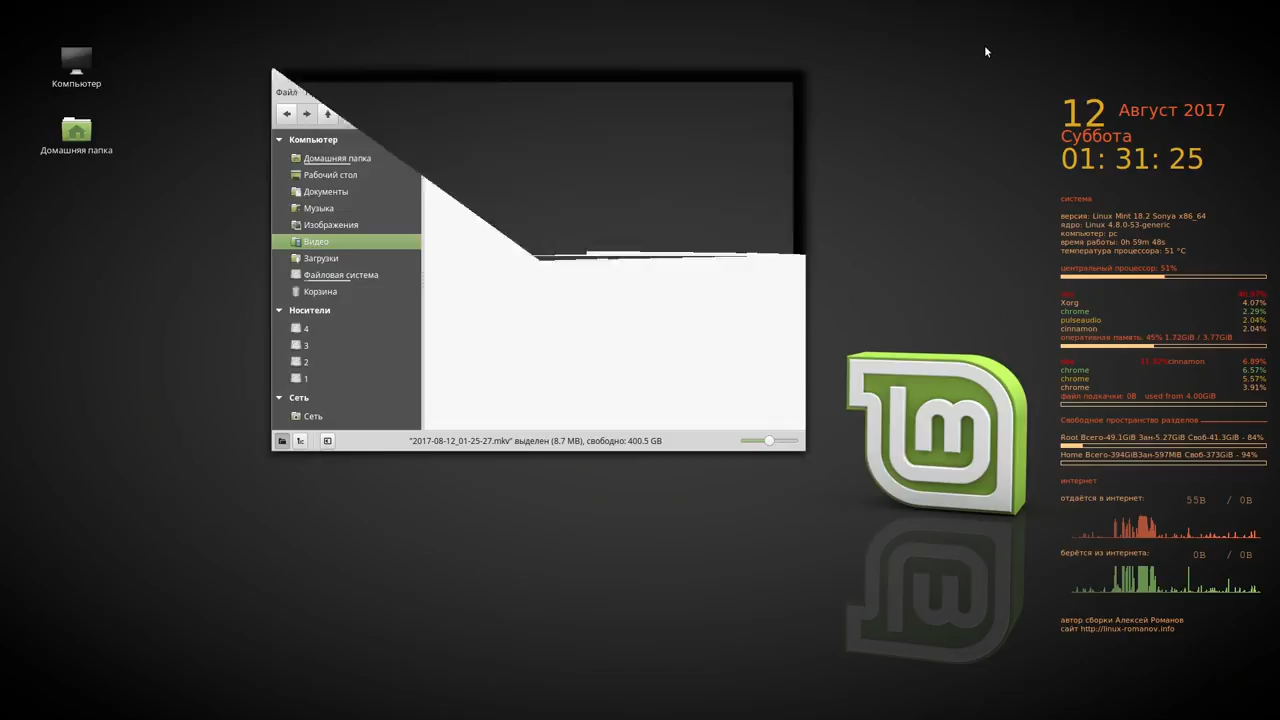 Компьютер
Домашняя папка
Файл
Компьютер
Домашняя папка
Рабочий стол
Документы
Музыка
Изображения
Видео
Загрузки
Файловая система
Корзина
Носители
4
3
2
1
Сеть
Сеть
"2017-08-12_01-25-27.mkv" выделен (8.7 MB), свободно: 400.5 GB
12 Август 2017
Суббота
01: 31: 25
система
версия: Linux Mint 18.2 Sonya x86_64
ядро: Linux 4.8.0-53-generic
компьютер: pc
время работы: 0h 59m 48s
температура процессора: 51 °C
центральный процессор: 51%
Xorg 4.07%
chrome 2.29%
pulseaudio 2.04%
cinnamon 2.04%
оперативная память. 45% 1.72GiB / 3.77GiB
cinnamon 6.89%
chrome 6.57%
chrome 5.57%
chrome 3.91%
файл подкачки: 0B used from 4.00GiB
Свободное пространство разделов
Root Всего-49.1GiB Зан-5.27GiB Своб-41.3GiB - 84%
Home Всего-394GiBЗан-597MiB Своб-373GiB - 94%
интернет
отдаётся в интернет: 55B / 0B
берётся из интернета: 0B / 0B
автор сборки Алексей Романов
сайт http://linux-romanov.info